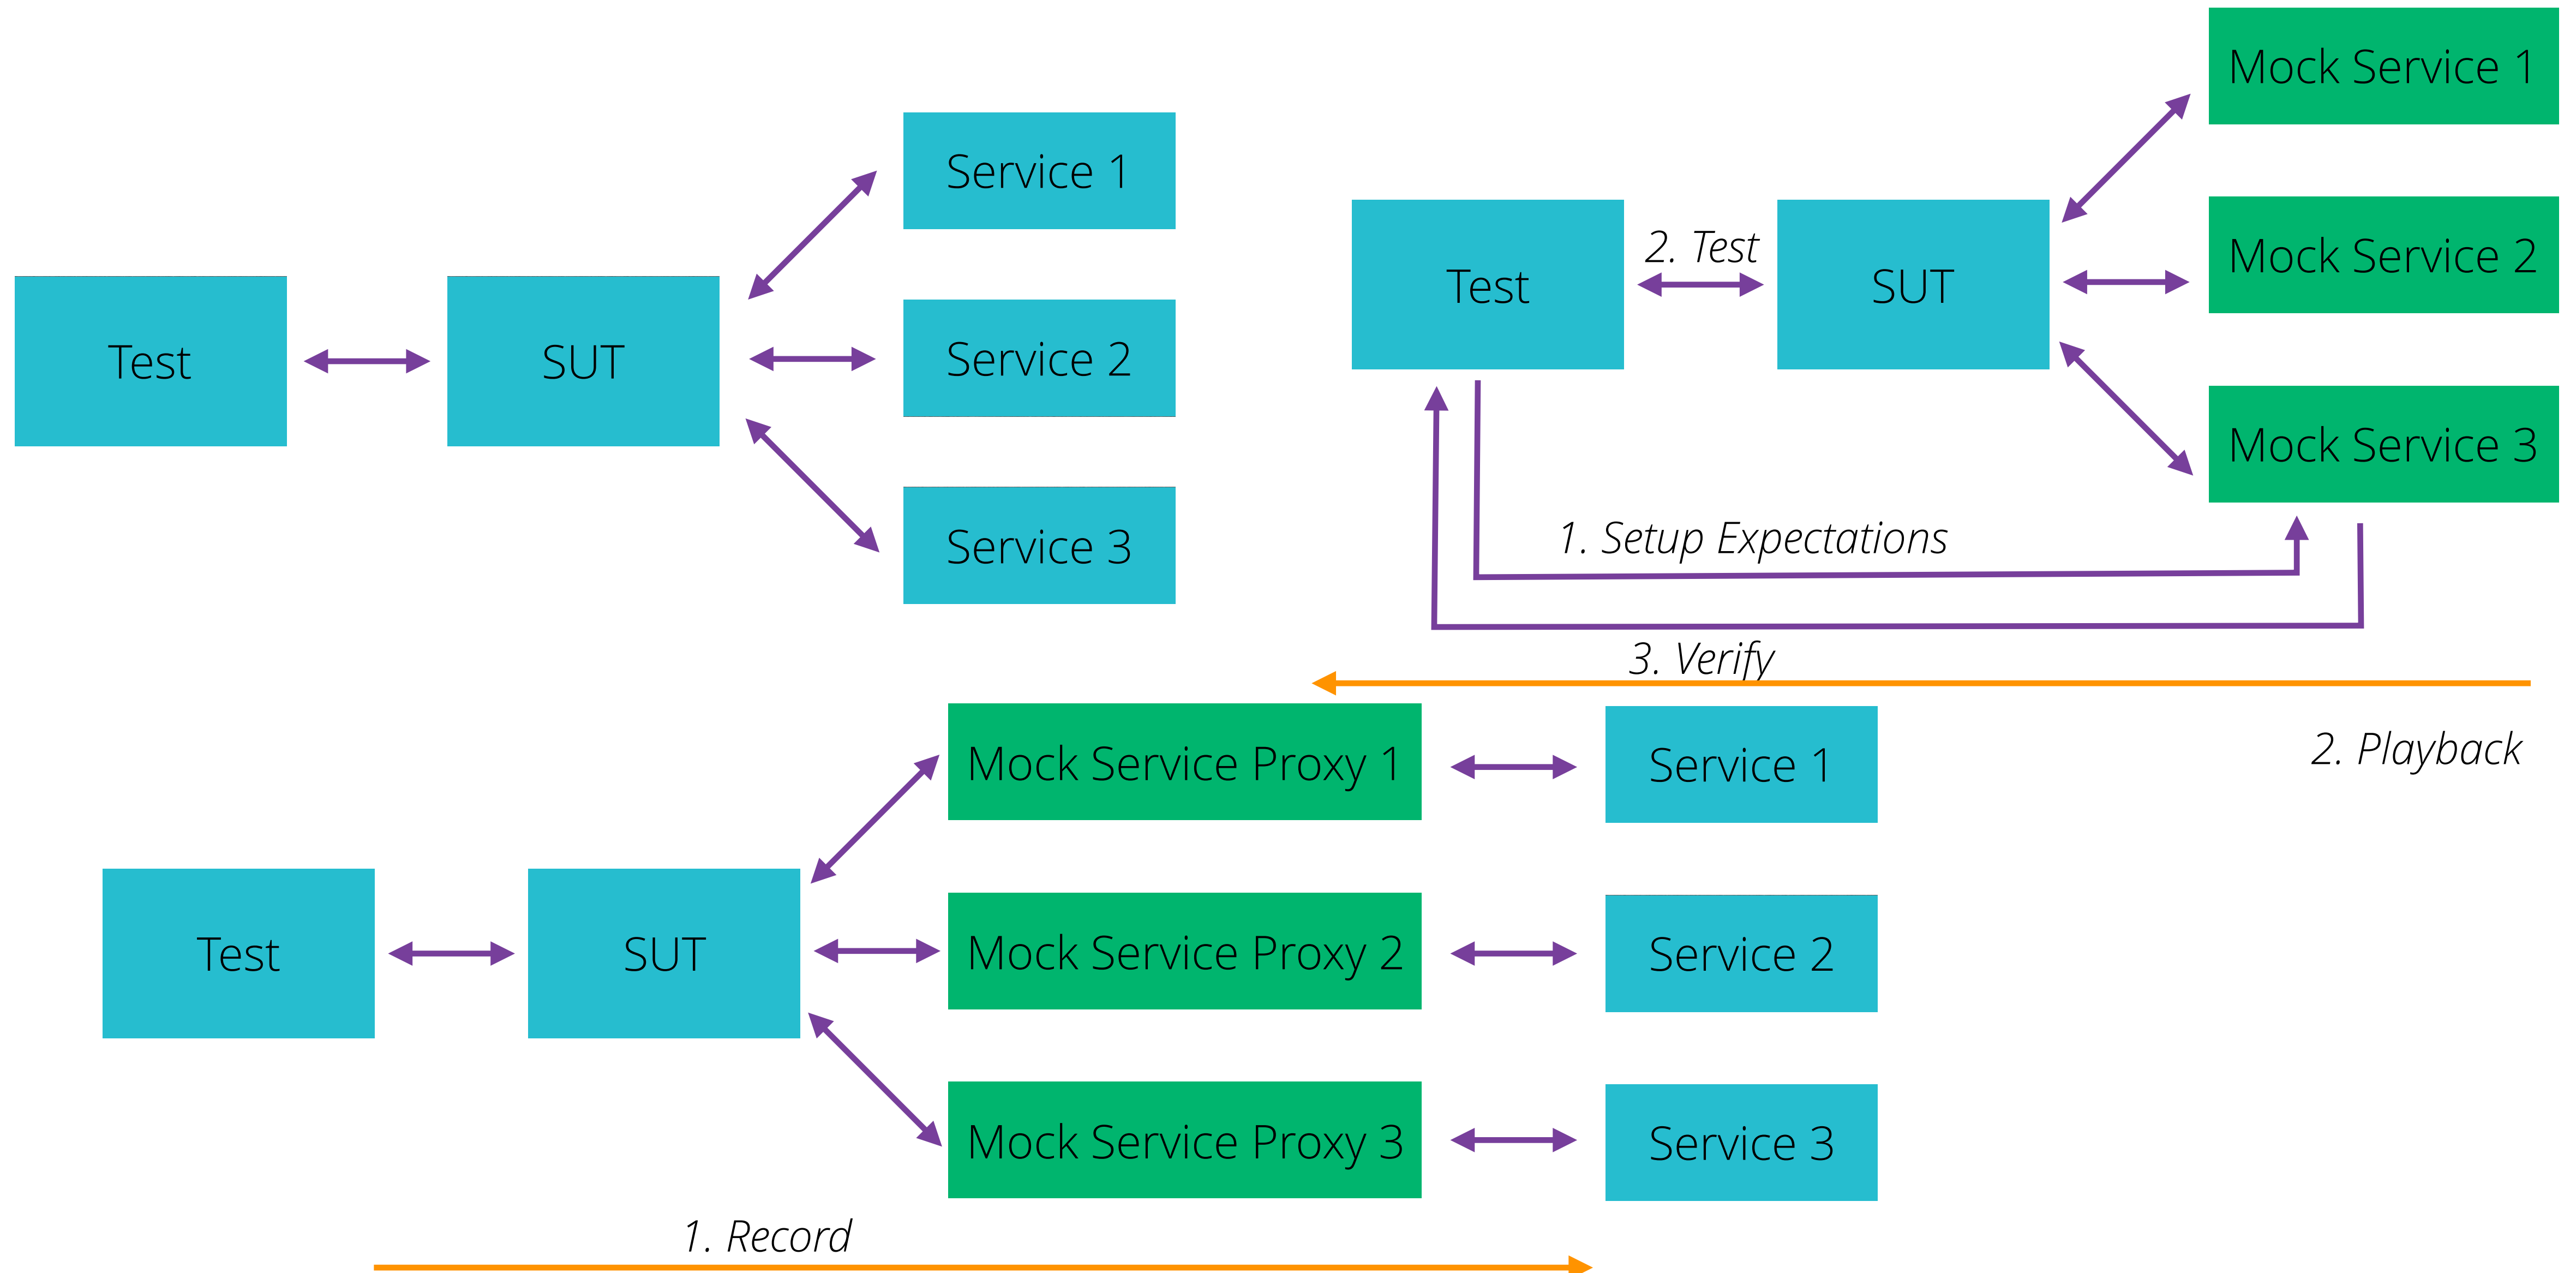 Test
SUT
Service 1
Service 2
Service 3
Test
2. Test
SUT
Mock Service 1
Mock Service 2
Mock Service 3
1. Setup Expectations
3. Verify
2. Playback
Test
SUT
Mock Service Proxy 1
Service 1
Mock Service Proxy 2
Service 2
Mock Service Proxy 3
Service 3
1. Record